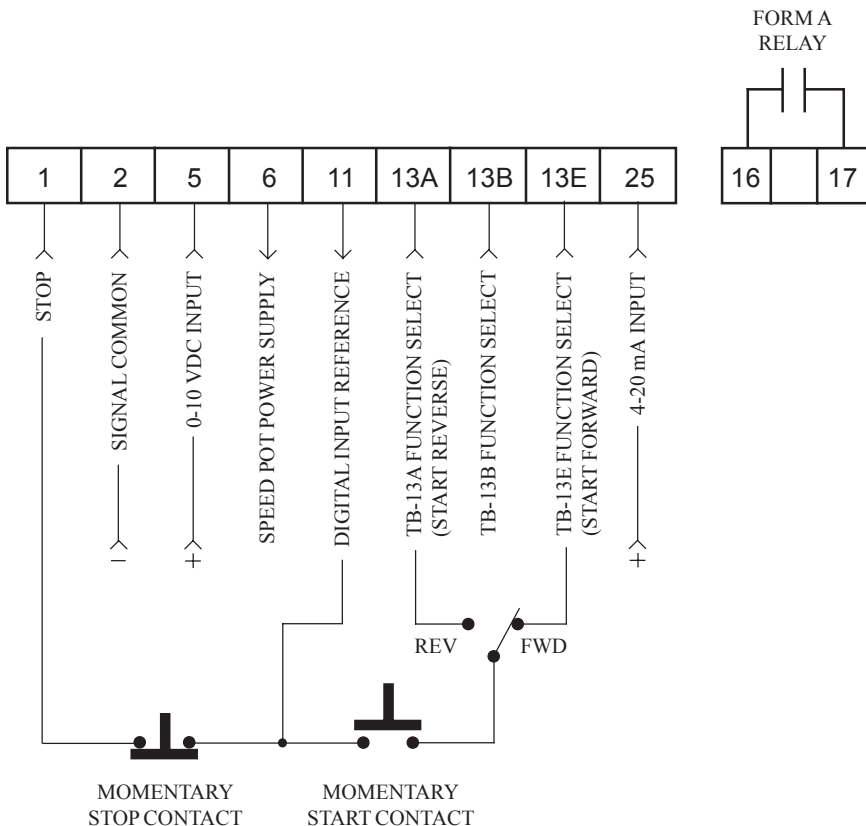 FORM A
RELAY
1 2 5 6 11 13A 13B 13E 25 16 17
STOP
SIGNAL COMMON
0-10 VDC INPUT
SPEED POT POWER SUPPLY
DIGITAL INPUT REFERENCE
TB-13A FUNCTION SELECT
(START REVERSE)
TB-13B FUNCTION SELECT
TB-13E FUNCTION SELECT
(START FORWARD)
4-20 mA INPUT
− + +
REV FWD
MOMENTARY
STOP CONTACT
MOMENTARY
START CONTACT